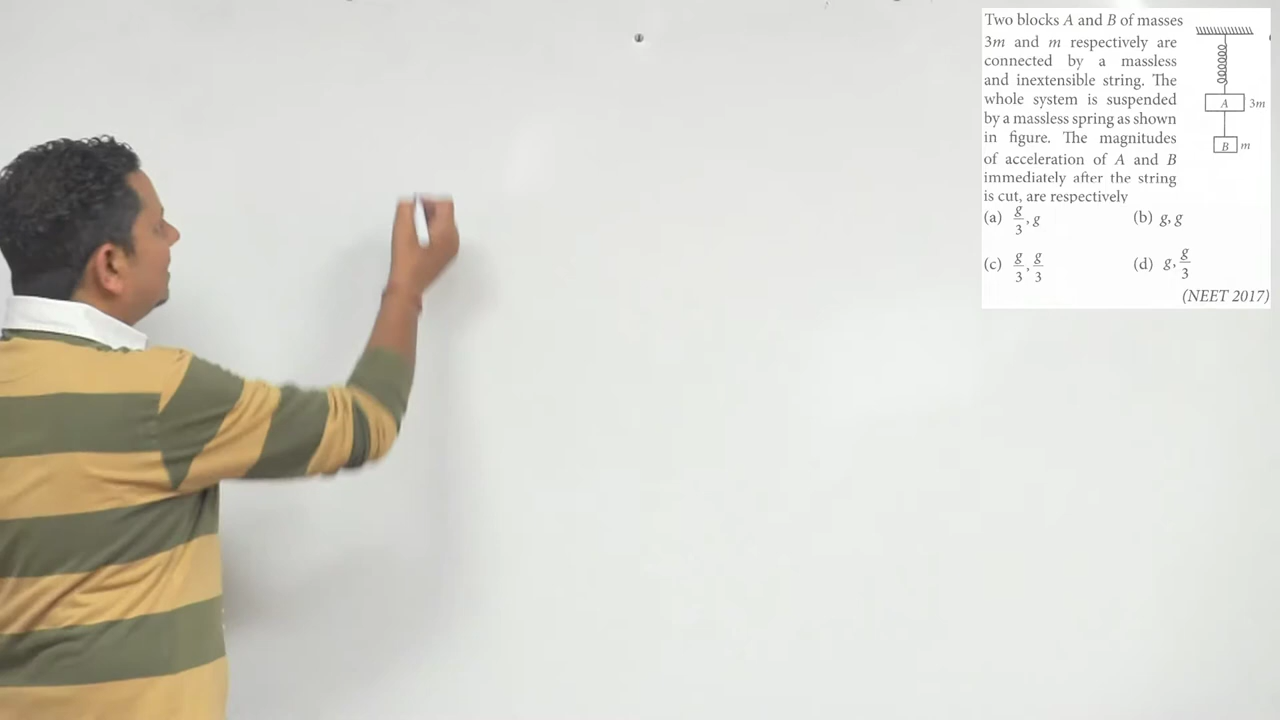 Two blocks A and B of masses
3m and m respectively are
connected by a massless
and inextensible string. The
whole system is suspended
by a massless spring as shown
in figure. The magnitudes
of acceleration of A and B
immediately after the string
is cut, are respectively
A 3m
B m
(a) g/3, g (b) g, g
(c) g/3, g/3 (d) g, g/3
(NEET 2017)